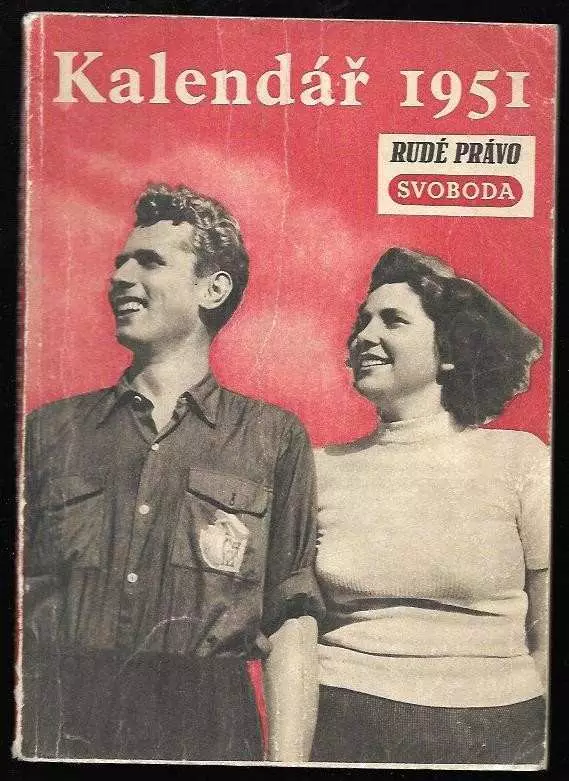 Kalendář 1951
RUDÉ PRÁVO
SVOBODA